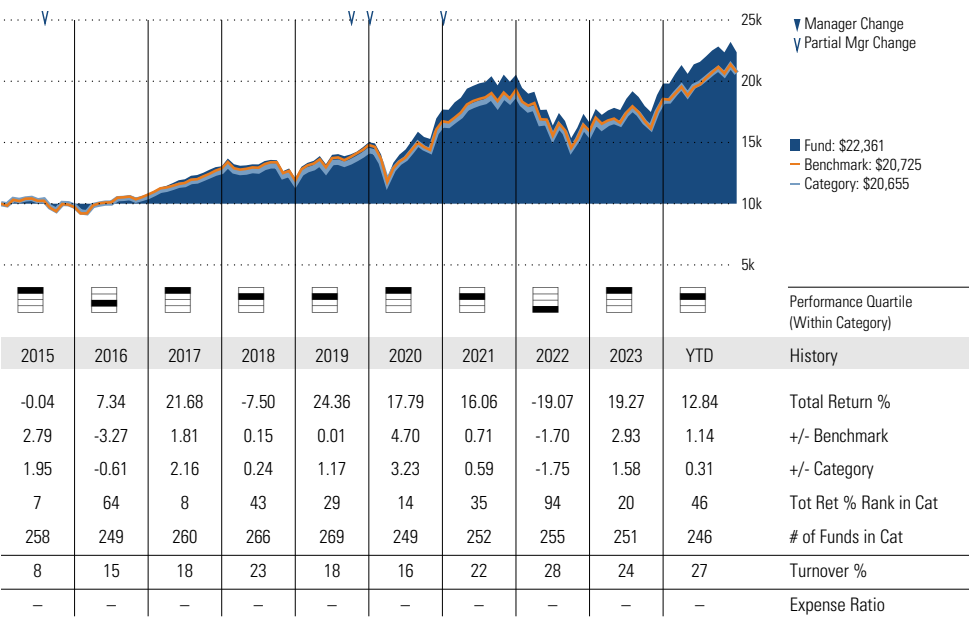 25k
▼ Manager Change
Partial Mgr Change
20k
15k
Fund: $22,361
Benchmark: $20,725
Category: $20,655
10k
5k
Performance Quartile
(Within Category)
2015 2016 2017 2018 2019 2020 2021 2022 2023 YTD History
-0.04 7.34 21.68 -7.50 24.36 17.79 16.06 -19.07 19.27 12.84 Total Return %
2.79 -3.27 1.81 0.15 0.01 4.70 0.71 -1.70 2.93 1.14 +/- Benchmark
1.95 -0.61 2.16 0.24 1.17 3.23 0.59 -1.75 1.58 0.31 +/- Category
7 64 8 43 29 14 35 94 20 46 Tot Ret % Rank in Cat
258 249 260 266 269 249 252 255 251 246 # of Funds in Cat
8 15 18 23 18 16 22 28 24 27 Turnover %
– – – – – – – – – – Expense Ratio